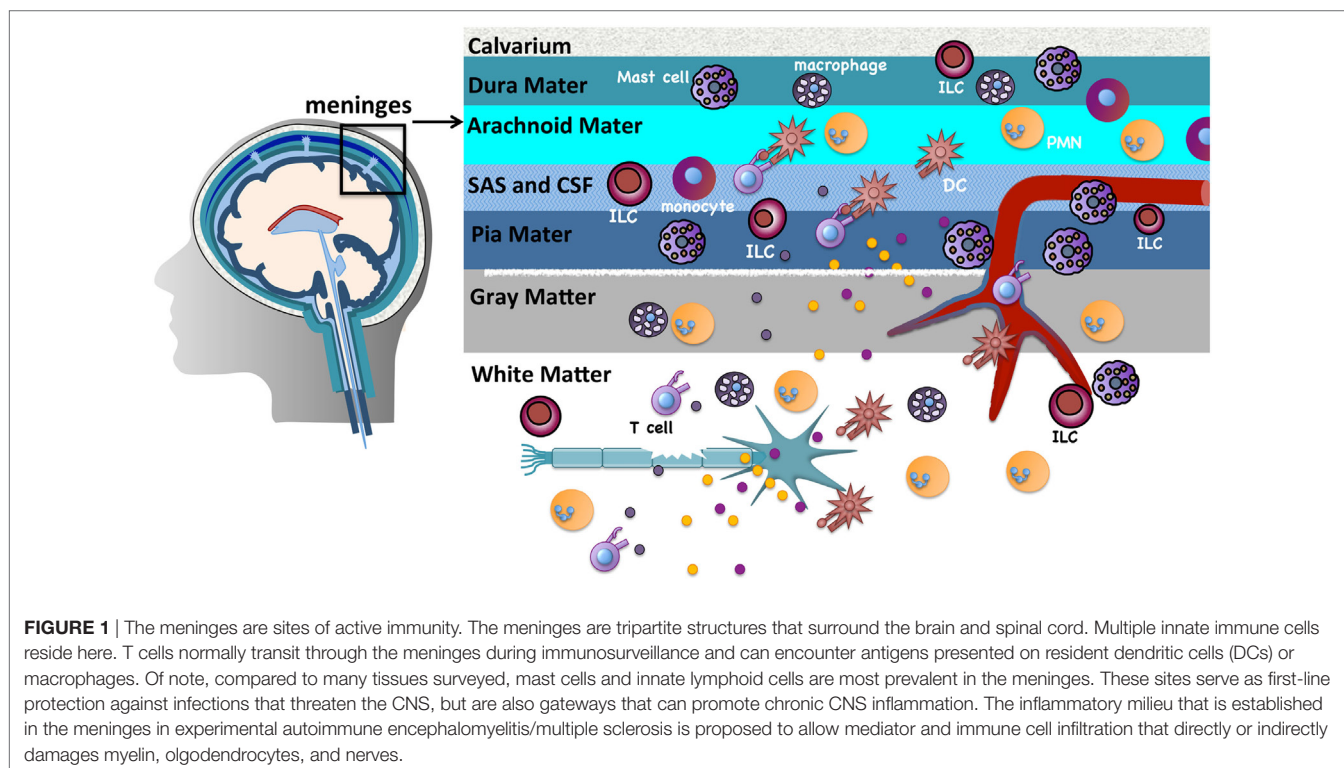 meninges
Calvarium
Dura Mater
Mast cell
macrophage
ILC
Arachnoid Mater
PMN
SAS and CSF
DC
ILC
monocyte
Pia Mater
ILC
ILC
Gray Matter
White Matter
T cell
ILC
FIGURE 1 | The meninges are sites of active immunity. The meninges are tripartite structures that surround the brain and spinal cord. Multiple innate immune cells
reside here. T cells normally transit through the meninges during immunosurveillance and can encounter antigens presented on resident dendritic cells (DCs) or
macrophages. Of note, compared to many tissues surveyed, mast cells and innate lymphoid cells are most prevalent in the meninges. These sites serve as first-line
protection against infections that threaten the CNS, but are also gateways that can promote chronic CNS inflammation. The inflammatory milieu that is established
in the meninges in experimental autoimmune encephalomyelitis/multiple sclerosis is proposed to allow mediator and immune cell infiltration that directly or indirectly
damages myelin, olgodendrocytes, and nerves.